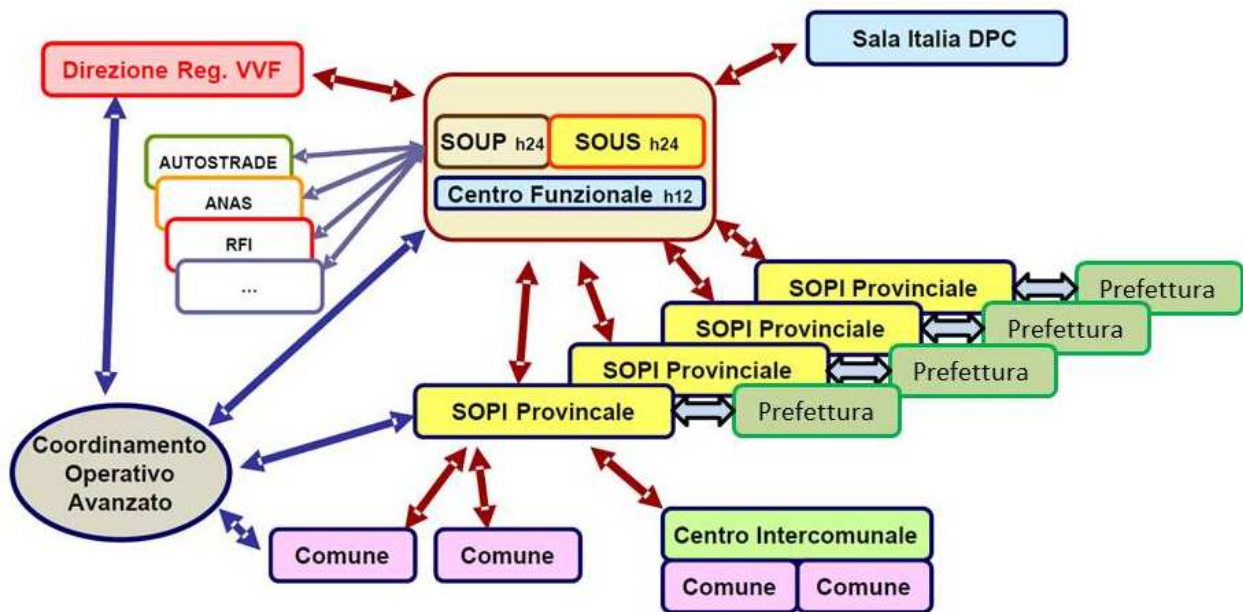 Sala Italia DPC
Direzione Reg. VVF
SOUP h24
SOUS h24
Centro Funzionale h12
AUTOSTRADE
ANAS
RFI
...
SOPI Provinciale
Prefettura
SOPI Provinciale
Prefettura
SOPI Provinciale
Prefettura
SOPI Provincale
Prefettura
Coordinamento
Operativo
Avanzato
Comune
Comune
Centro Intercomunale
Comune
Comune